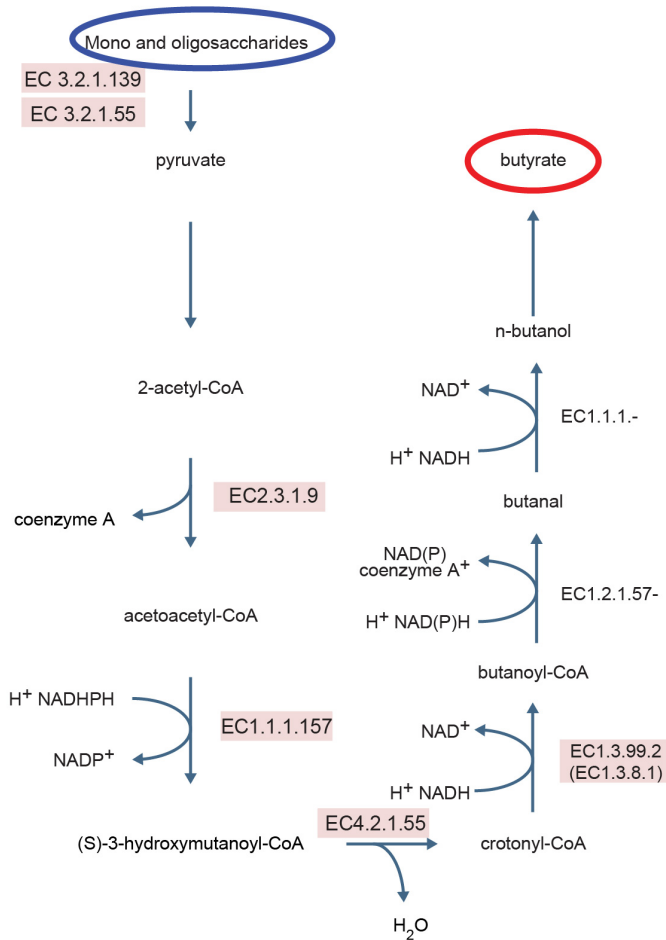 Mono and oligosaccharides
EC 3.2.1.139
EC 3.2.1.55
pyruvate
2-acetyl-CoA
EC2.3.1.9
coenzyme A
acetoacetyl-CoA
H+ NADHPH
EC1.1.1.157
NADP+
(S)-3-hydroxymutanoyl-CoA
EC4.2.1.55
H2O
crotonyl-CoA
H+ NADH
NAD+
EC1.3.99.2
(EC1.3.8.1)
butanoyl-CoA
H+ NAD(P)H
NAD(P)
coenzyme A+
EC1.2.1.57-
butanal
H+ NADH
NAD+
EC1.1.1.-
n-butanol
butyrate